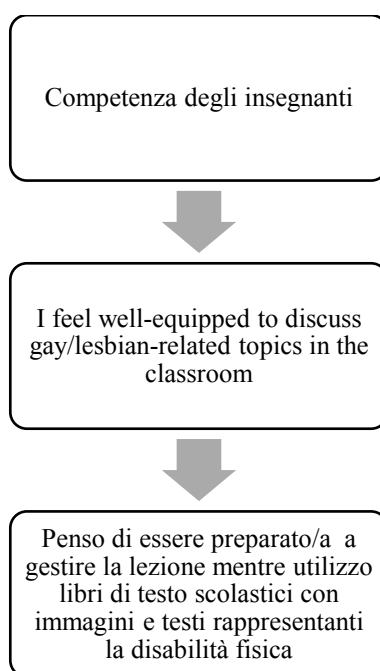 Competenza degli insegnanti
I feel well-equipped to discuss
gay/lesbian-related topics in the
classroom
Penso di essere preparato/a a
gestire la lezione mentre utilizzo
libri di testo scolastici con
immagini e testi rappresentanti
la disabilità fisica